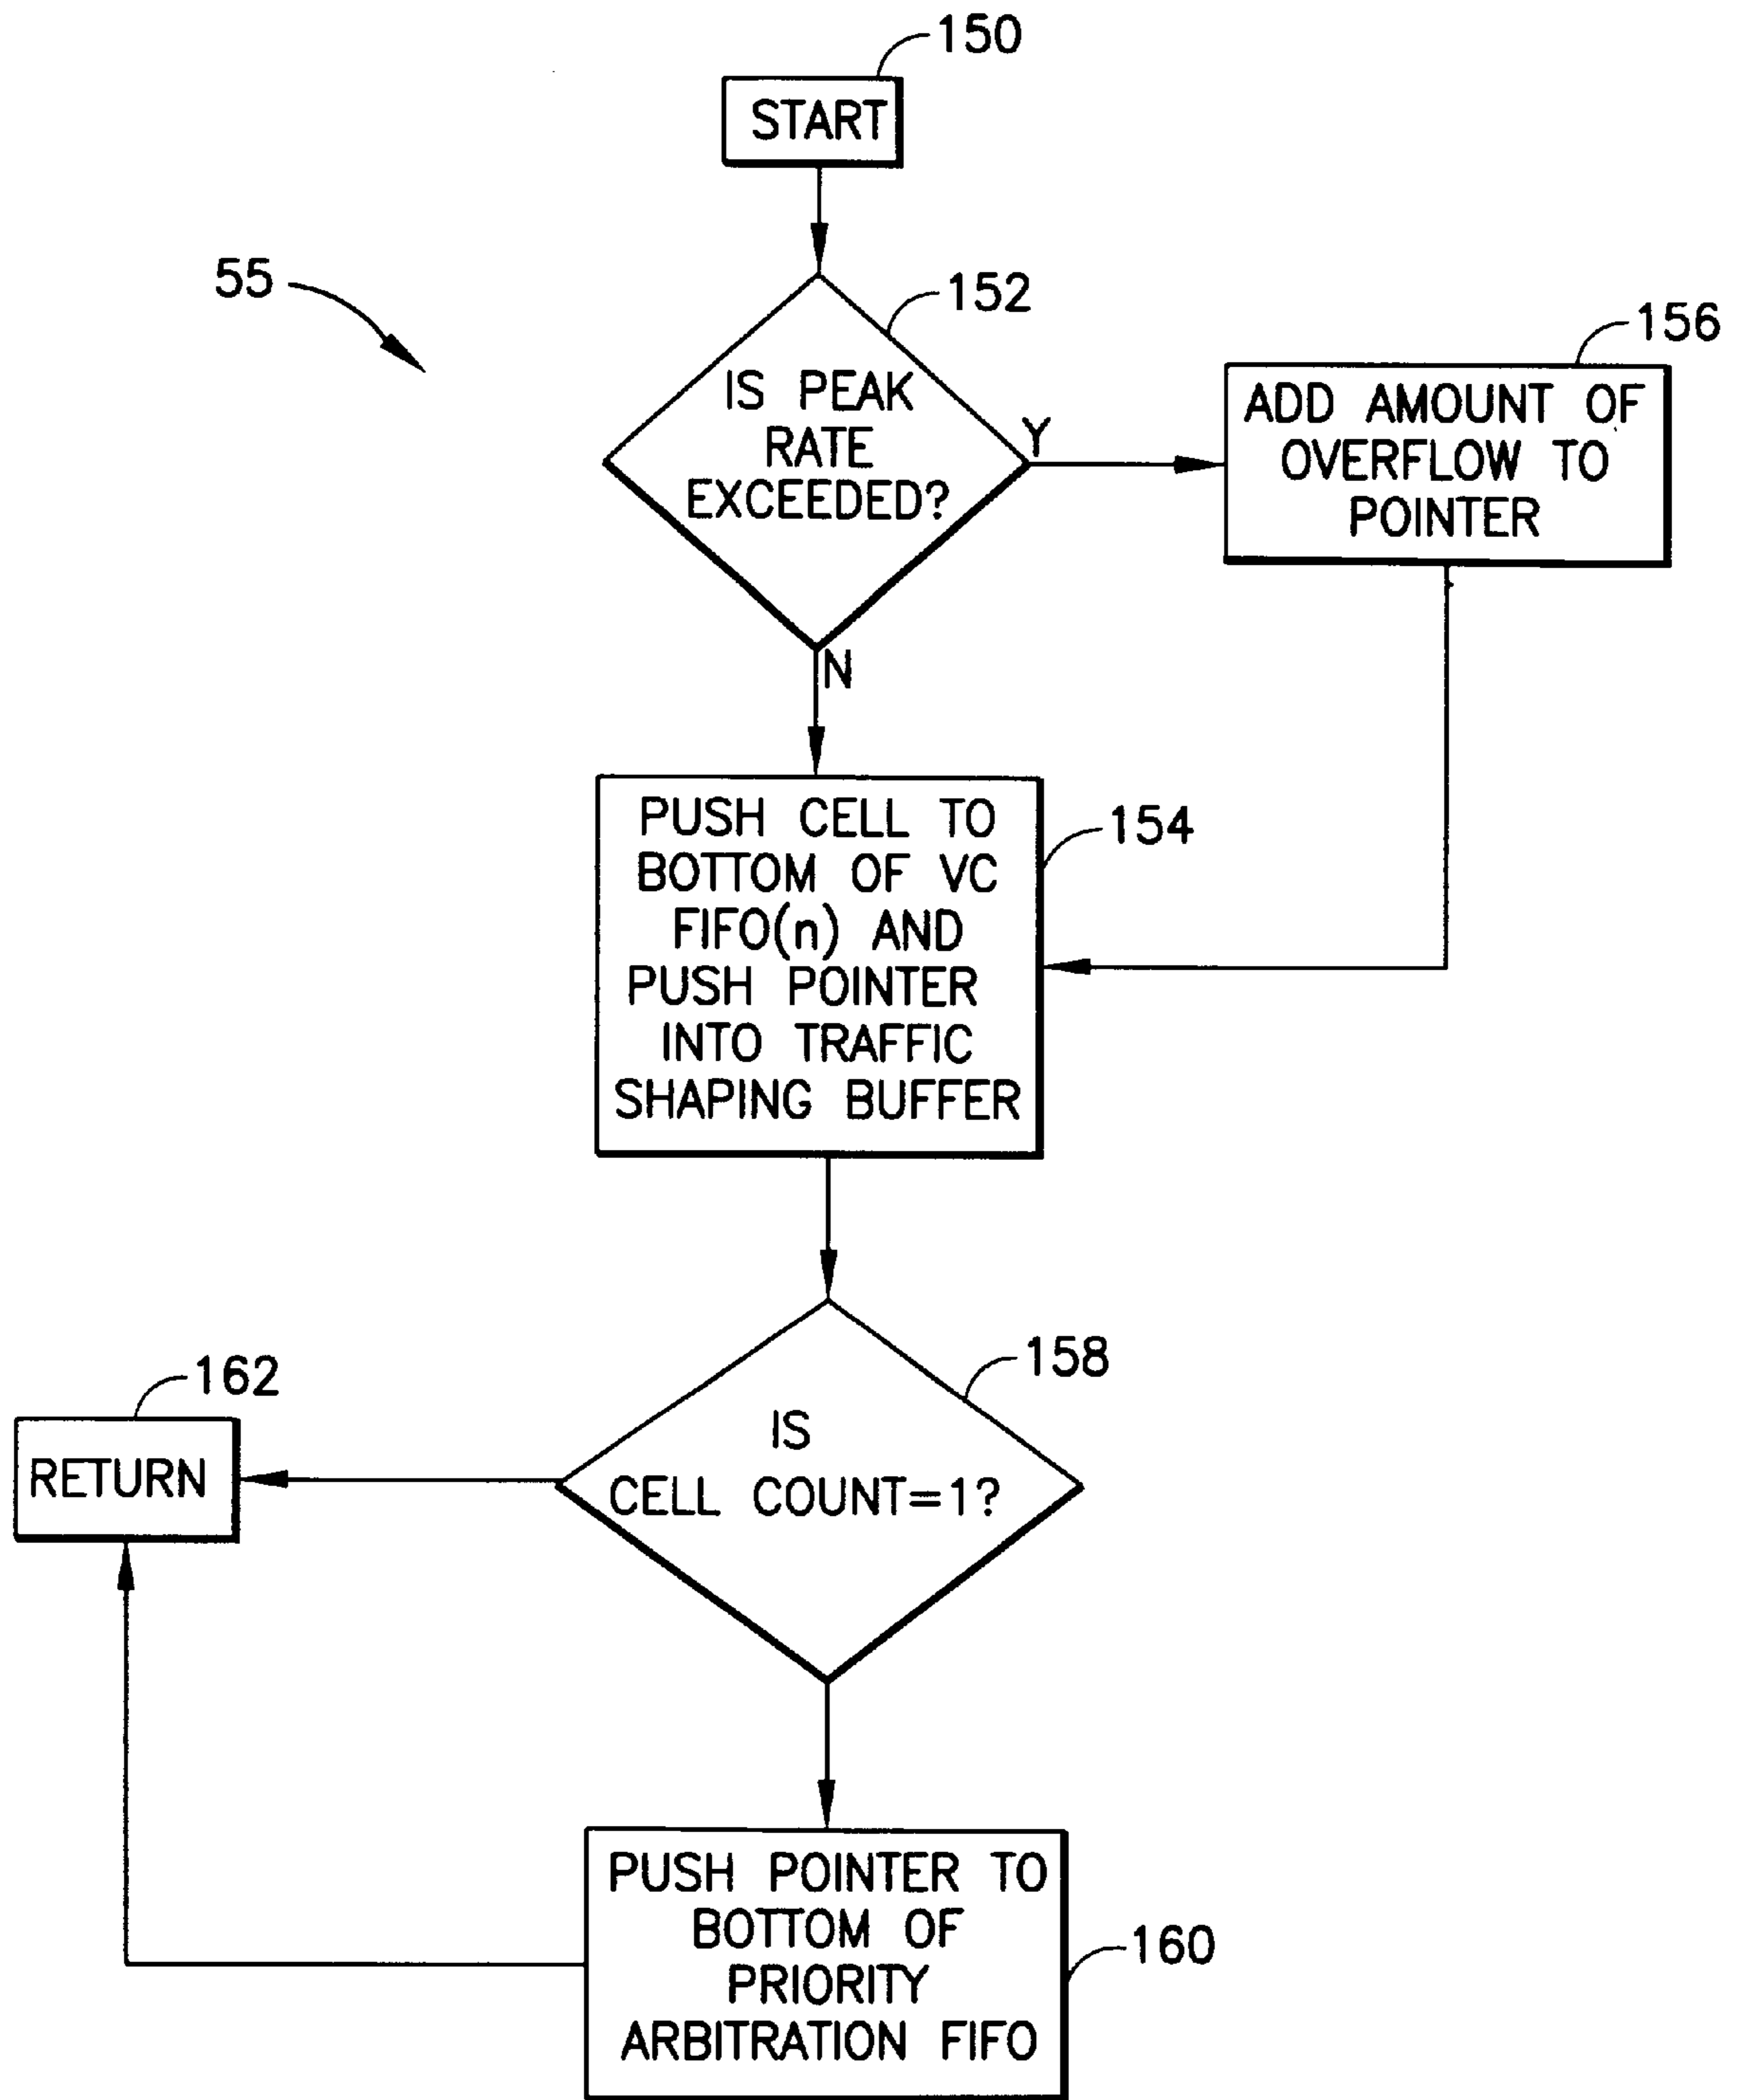 150
START
55
152
156
IS PEAK
RATE
EXCEEDED?
Y
ADD AMOUNT OF
OVERFLOW TO
POINTER
N
PUSH CELL TO
BOTTOM OF VC
FIFO(n) AND
PUSH POINTER
INTO TRAFFIC
SHAPING BUFFER
154
158
162
IS
CELL COUNT=1?
RETURN
PUSH POINTER TO
BOTTOM OF
PRIORITY
ARBITRATION FIFO
160